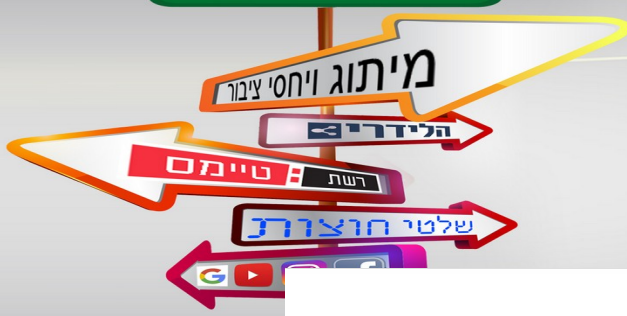 מיתוג ויחסי ציבור
הלידרים
רשת : טיימס
שלטי חוצות